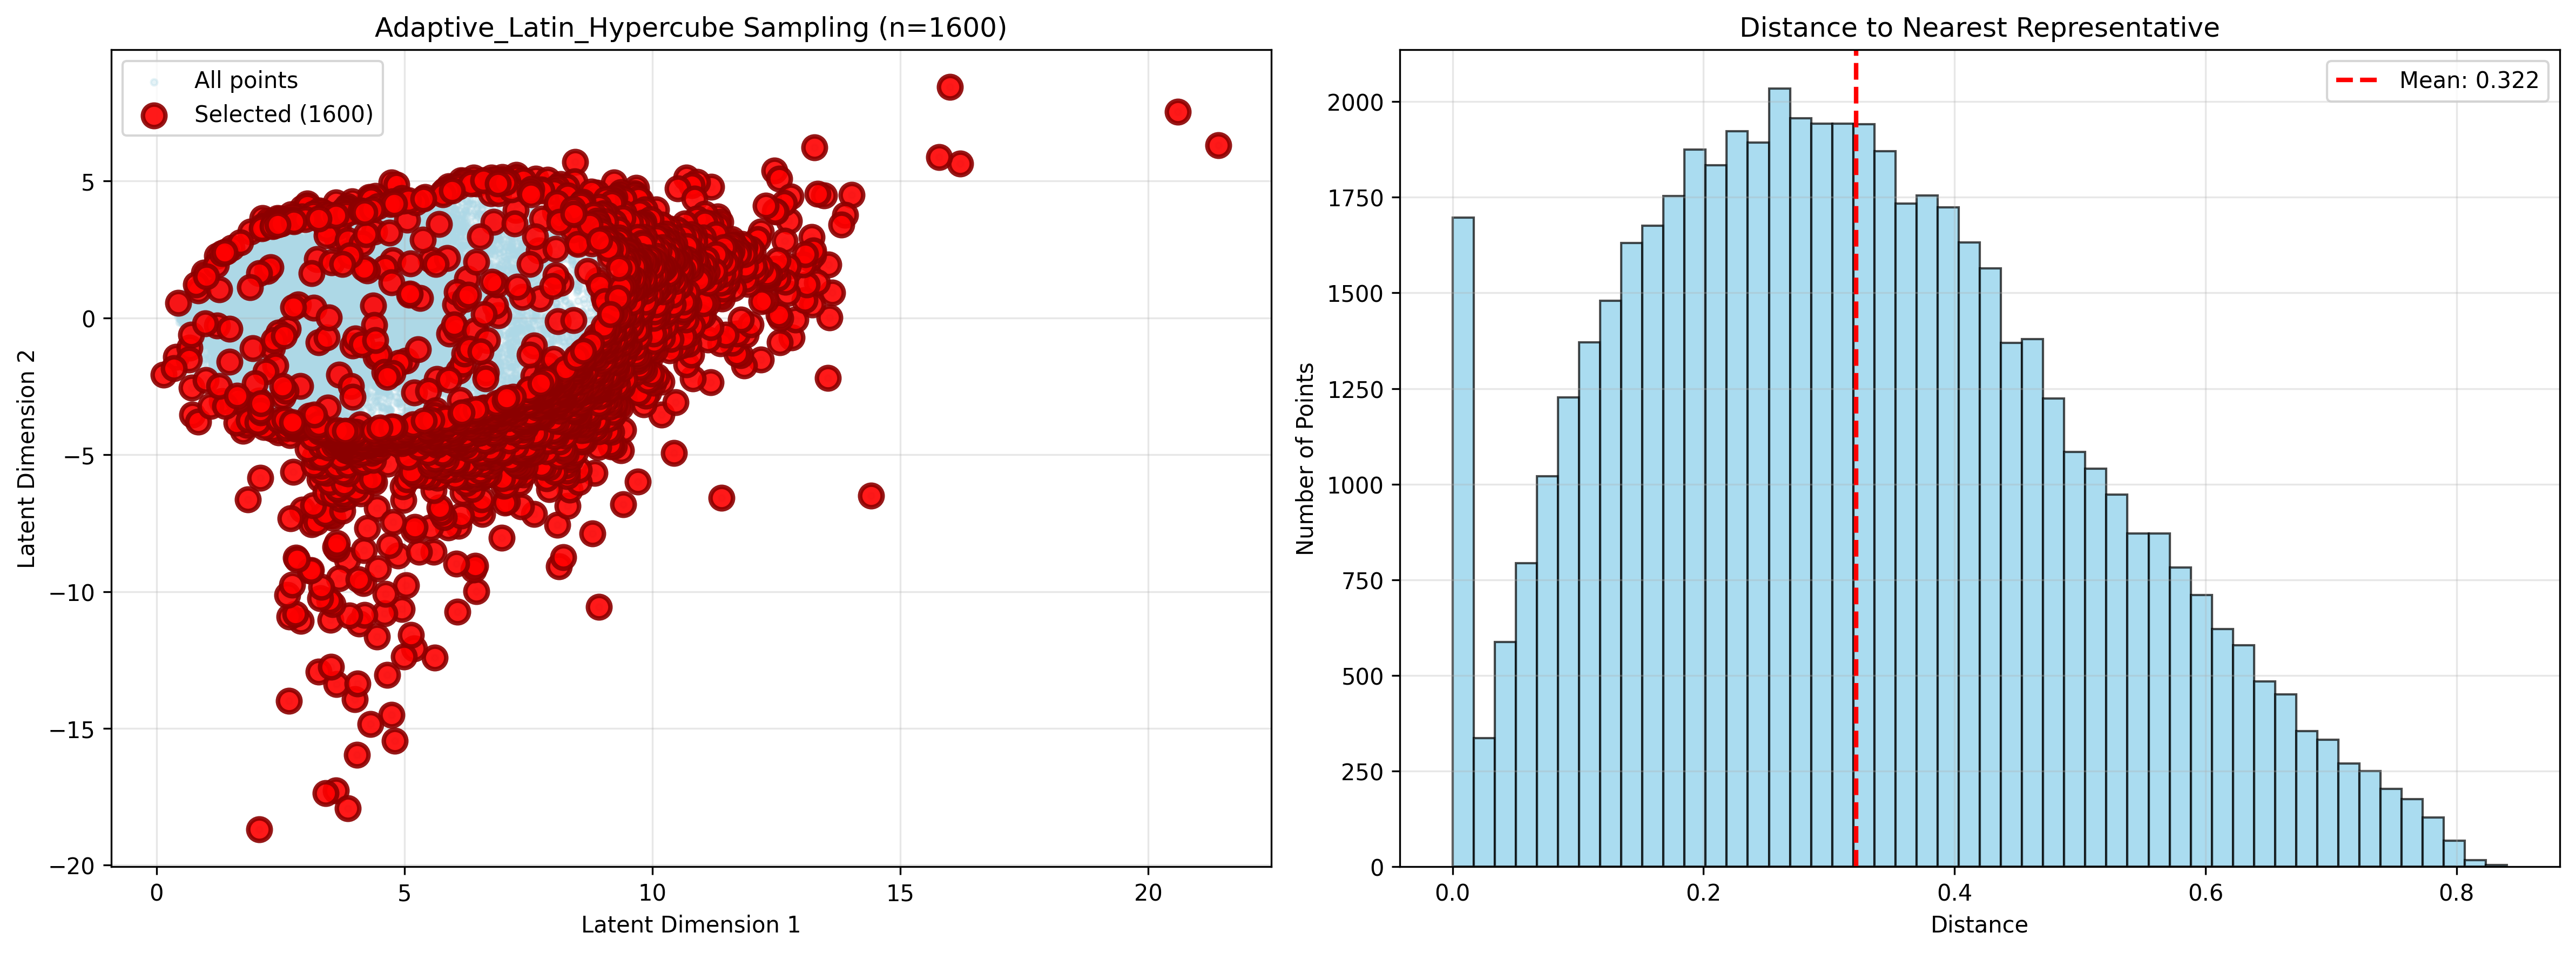 Adaptive_Latin_Hypercube Sampling (n=1600)
All points
Selected (1600)
5
0
−5
−10
−15
−20
Latent Dimension 2
0
5
10
15
20
Latent Dimension 1
Distance to Nearest Representative
Mean: 0.322
2000
1750
1500
1250
1000
750
500
250
0
Number of Points
0.0
0.2
0.4
0.6
0.8
Distance